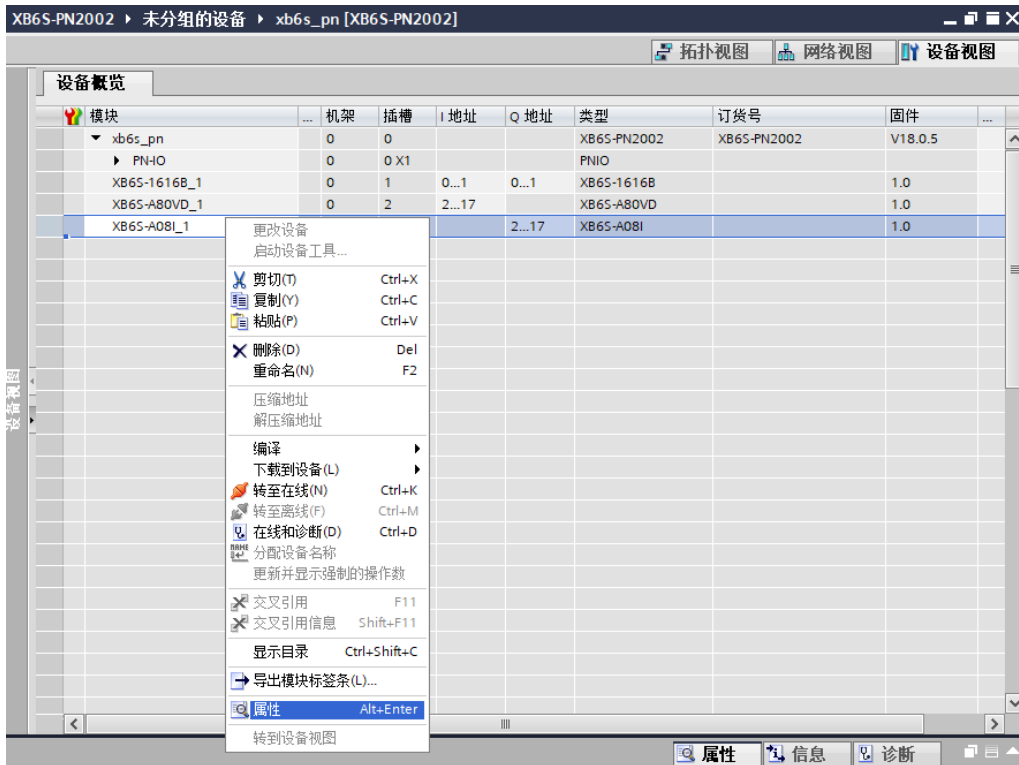 XB6S-PN2002 ▸ 未分组的设备 ▸ xb6s_pn [XB6S-PN2002]
拓扑视图 网络视图 设备视图
设备概览
模块 ... 机架 插槽 I 地址 Q 地址 类型 订货号 固件 ...
xb6s_pn 0 0 XB6S-PN2002 XB6S-PN2002 V18.0.5
PN-IO 0 0 X1 PNIO
XB6S-1616B_1 0 1 0...1 0...1 XB6S-1616B 1.0
XB6S-A80VD_1 0 2 2...17 XB6S-A80VD 1.0
XB6S-A08I_1 2...17 XB6S-A08I 1.0
更改设备
启动设备工具...
剪切(T) Ctrl+X
复制(Y) Ctrl+C
粘贴(P) Ctrl+V
删除(D) Del
重命名(N) F2
压缩地址
解压缩地址
编译
下载到设备(L)
转至在线(N) Ctrl+K
转至离线(F) Ctrl+M
在线和诊断(D) Ctrl+D
分配设备名称
更新并显示强制的操作数
交叉引用 F11
交叉引用信息 Shift+F11
显示目录 Ctrl+Shift+C
导出模块标签条(L)...
属性 Alt+Enter
转到设备视图
设备视图
属性 信息 诊断